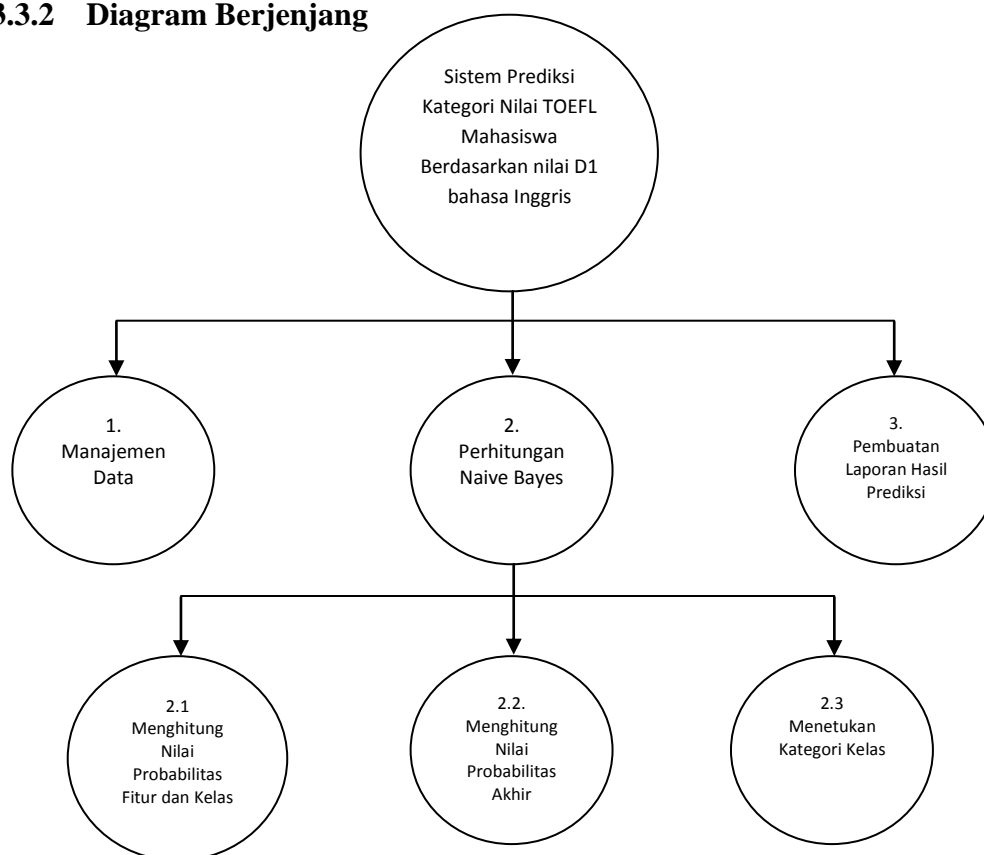 3.3.2 Diagram Berjenjang
Sistem Prediksi
Kategori Nilai TOEFL
Mahasiswa
Berdasarkan nilai D1
bahasa Inggris
1.
Manajemen
Data
2.
Perhitungan
Naive Bayes
3.
Pembuatan
Laporan Hasil
Prediksi
2.1
Menghitung
Nilai
Probabilitas
Fitur dan Kelas
2.2.
Menghitung
Nilai
Probabilitas
Akhir
2.3
Menetukan
Kategori Kelas